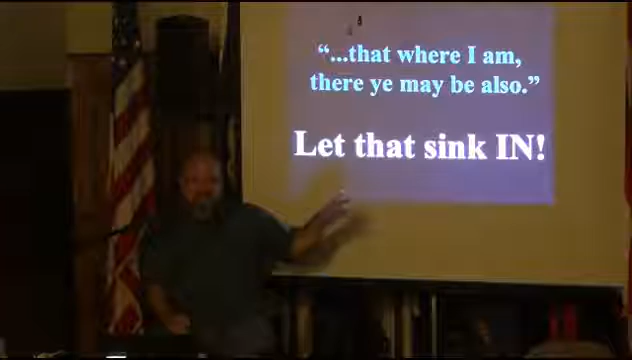 “...that where I am,
there ye may be also.”
Let that sink IN!